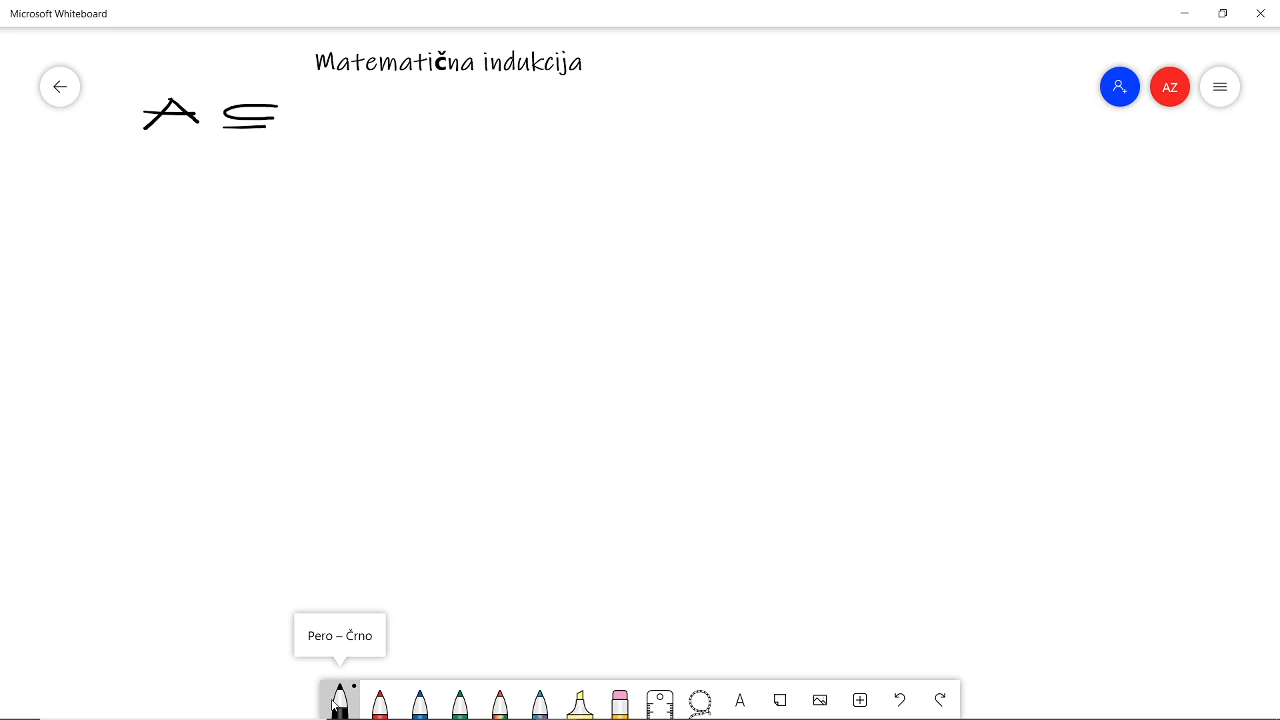 Microsoft Whiteboard
Matematična indukcija
A ⊆
AZ
Pero – Črno
A